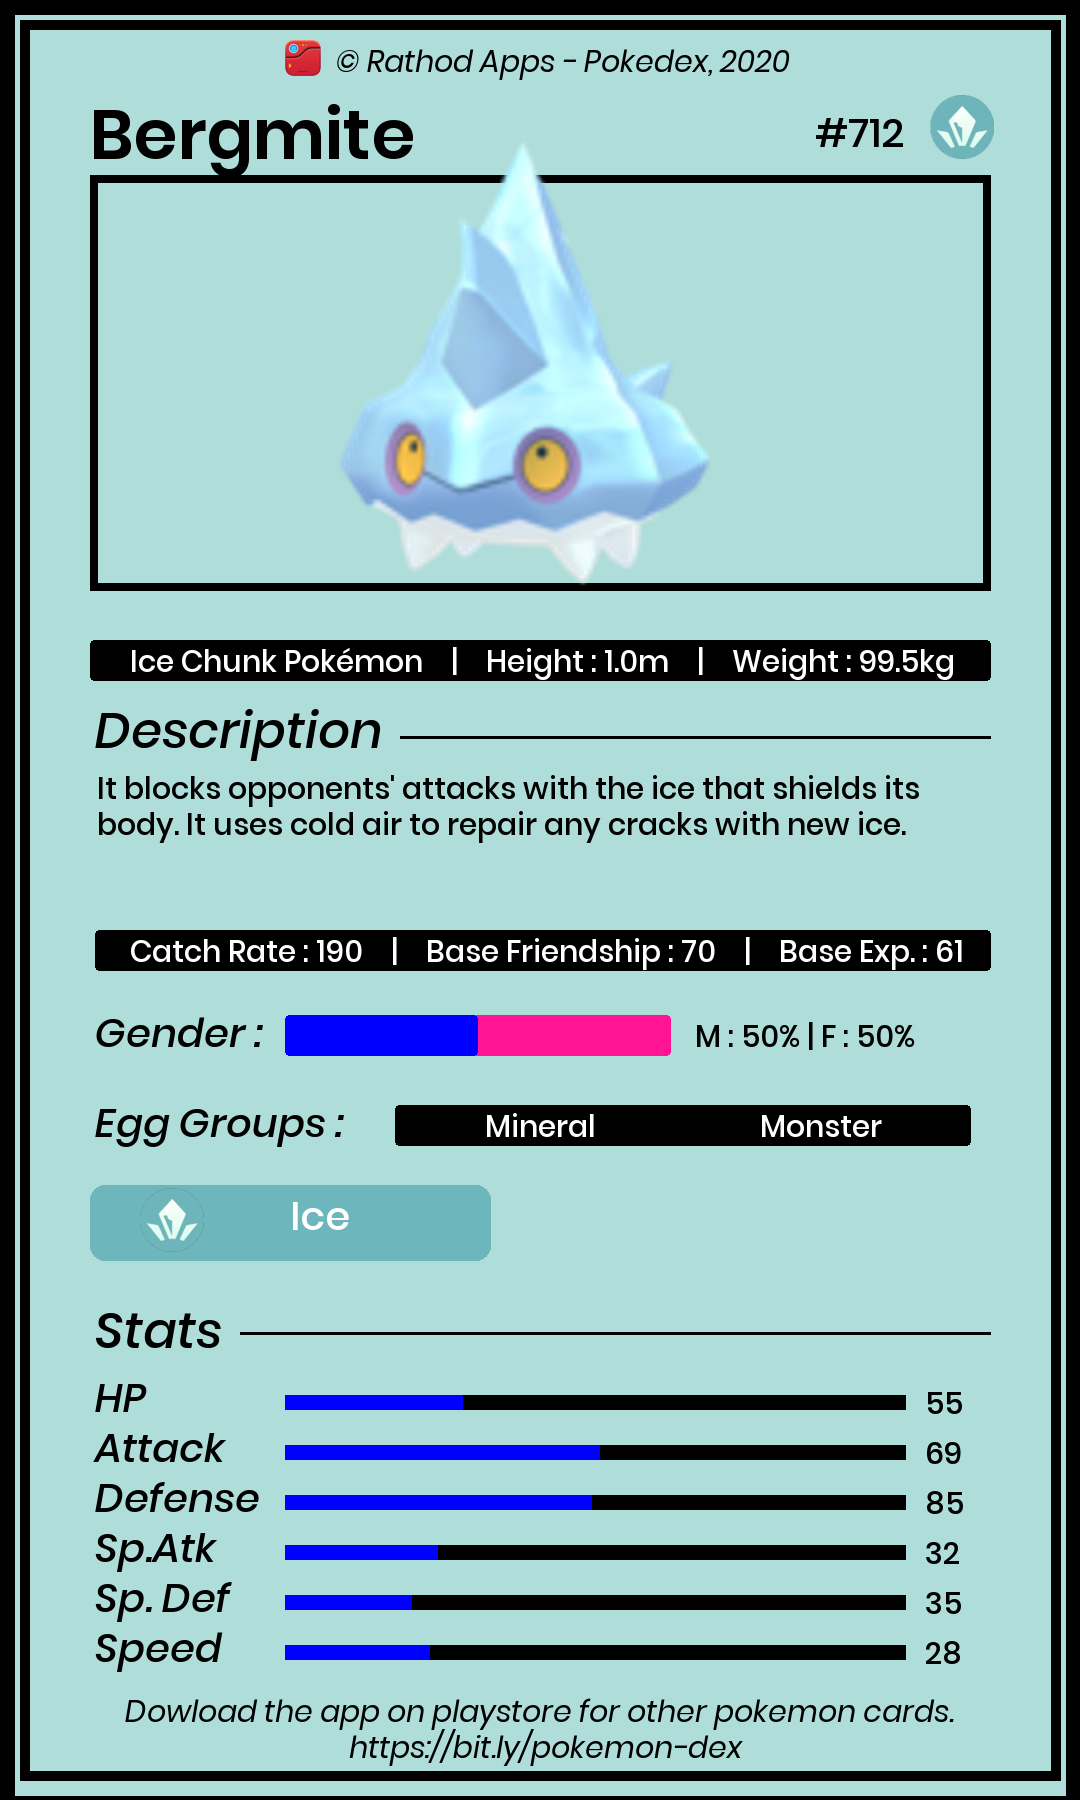 © Rathod Apps - Pokedex, 2020
Bergmite #712
Ice Chunk Pokémon | Height : 1.0m | Weight : 99.5kg
Description
It blocks opponents' attacks with the ice that shields its
body. It uses cold air to repair any cracks with new ice.
Catch Rate : 190 | Base Friendship : 70 | Base Exp. : 61
Gender : M : 50% | F : 50%
Egg Groups : Mineral Monster
Ice
Stats
HP 55
Attack 69
Defense 85
Sp.Atk 32
Sp. Def 35
Speed 28
Dowload the app on playstore for other pokemon cards.
https://bit.ly/pokemon-dex